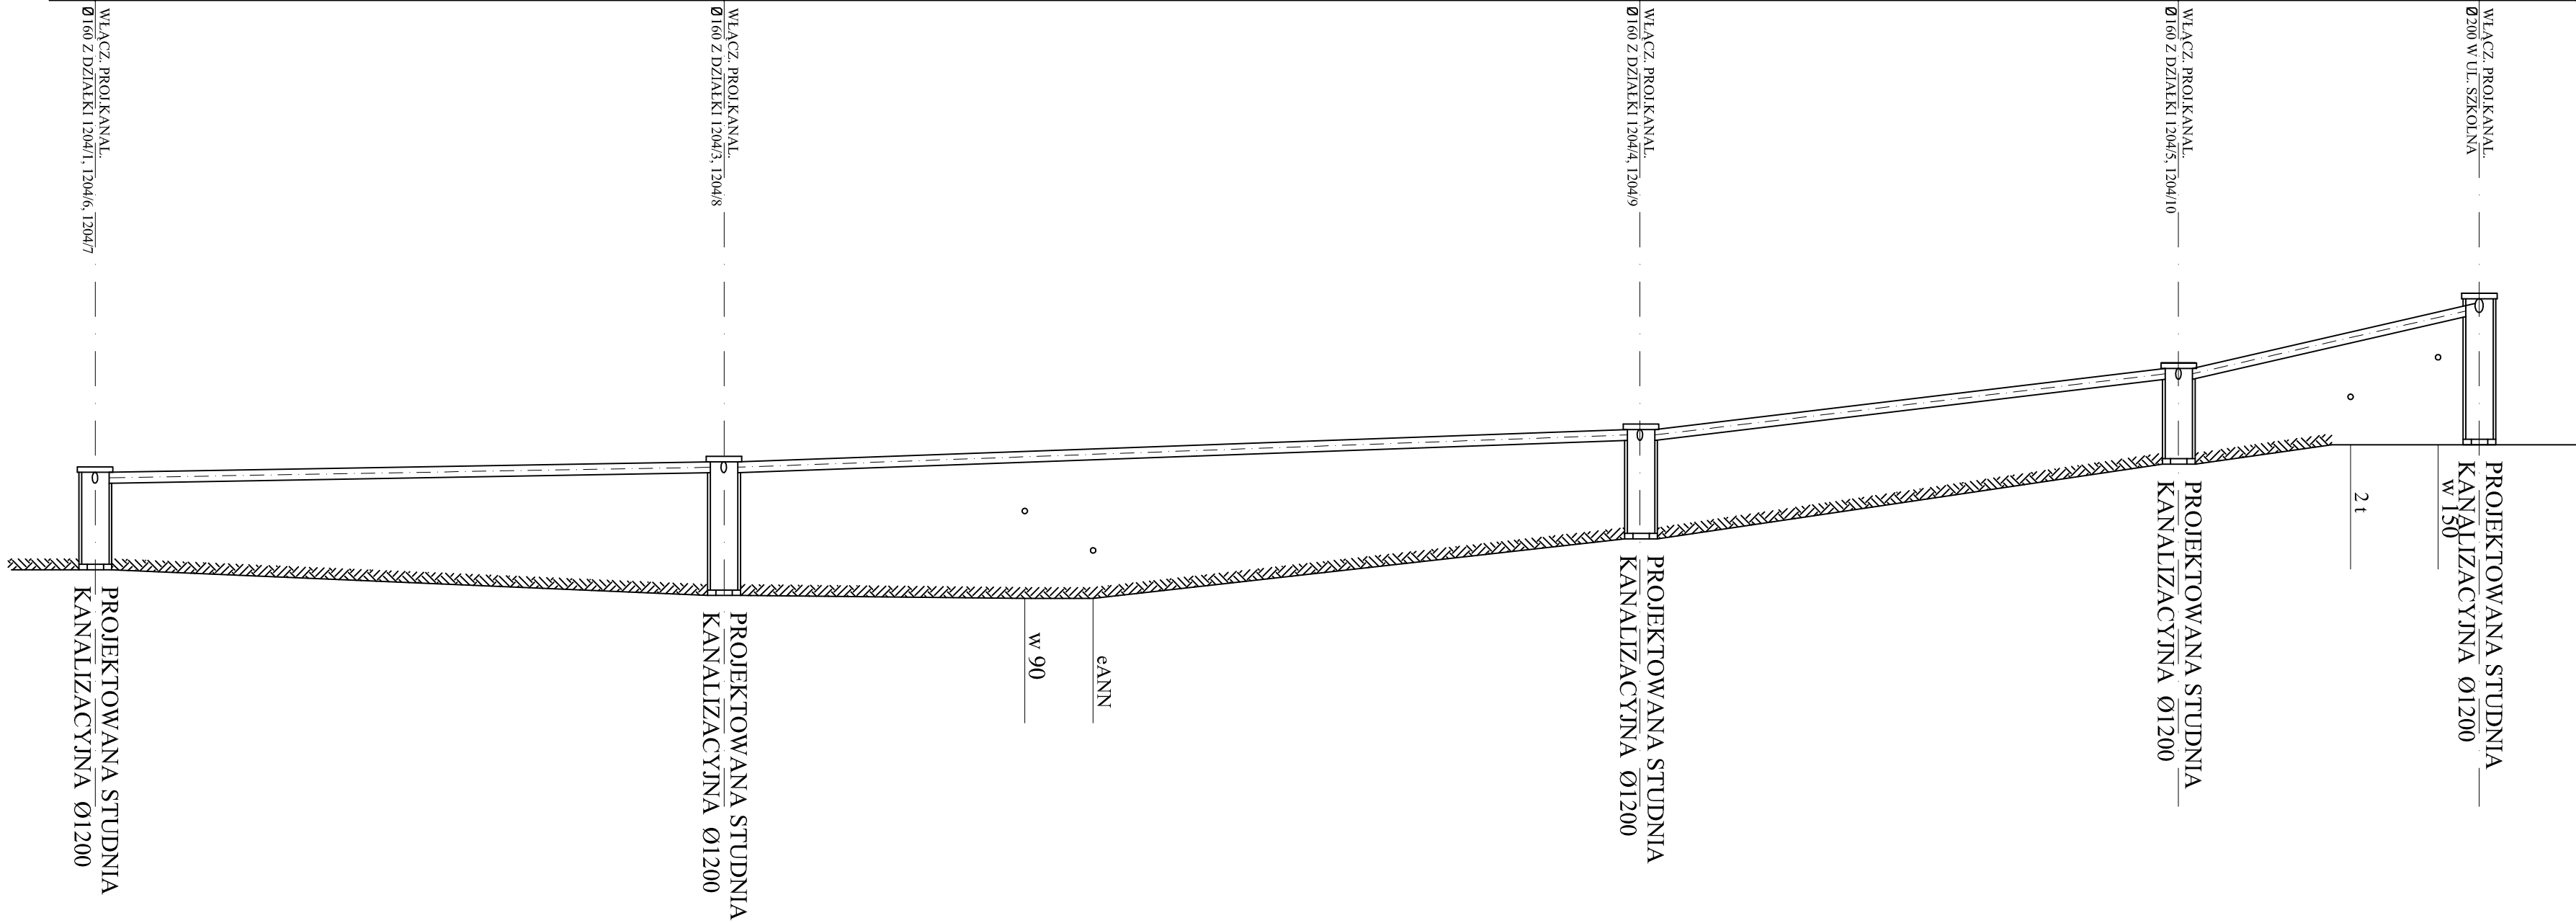 WŁĄCZ. PROJ.KANAL.
Ø160 Z DZIAŁKI 1204/1, 1204/6, 1204/7
WŁĄCZ. PROJ.KANAL.
Ø160 Z DZIAŁKI 1204/3, 1204/8
WŁĄCZ. PROJ.KANAL.
Ø160 Z DZIAŁKI 1204/4, 1204/9
WŁĄCZ. PROJ.KANAL.
Ø160 Z DZIAŁKI 1204/5, 1204/10
WŁĄCZ. PROJ.KANAL.
Ø200 W UL. SZKOLNA
PROJEKTOWANA STUDNIA
KANALIZACYJNA Ø1200
PROJEKTOWANA STUDNIA
KANALIZACYJNA Ø1200
w 90
eANN
PROJEKTOWANA STUDNIA
KANALIZACYJNA Ø1200
PROJEKTOWANA STUDNIA
KANALIZACYJNA Ø1200
2 t
w 150
PROJEKTOWANA STUDNIA
KANALIZACYJNA Ø1200